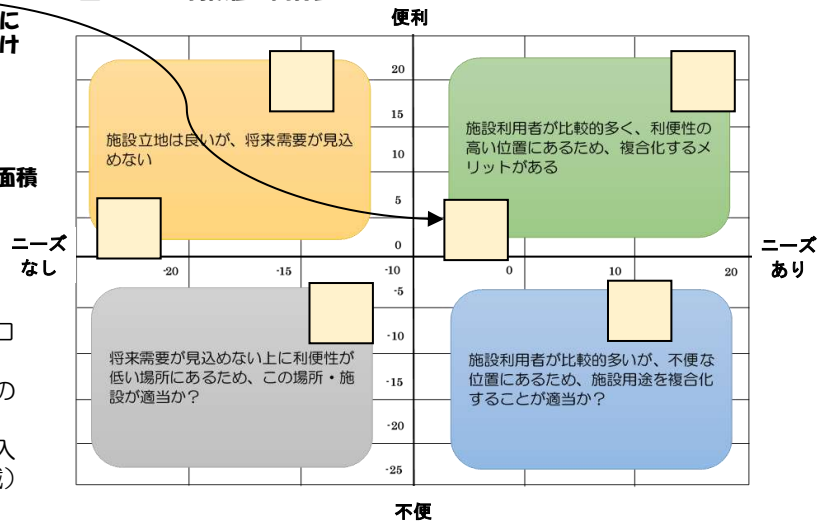 に
け
面積
ロ
の
入
便利
20
15
10
5
0
施設立地は良いが、将来需要が見込
めない
施設利用者が比較的多く、利便性の
高い位置にあるため、複合化するメ
リットがある
ニーズ
なし
ニーズ
あり
-20
-15
-10
0
10
20
-5
-10
-15
-20
-25
将来需要が見込めない上に利便性が
低い場所にあるため、この場所・施
設が適当か？
施設利用者が比較的多いが、不便な
位置にあるため、施設用途を複合化
することが適当か？
不便